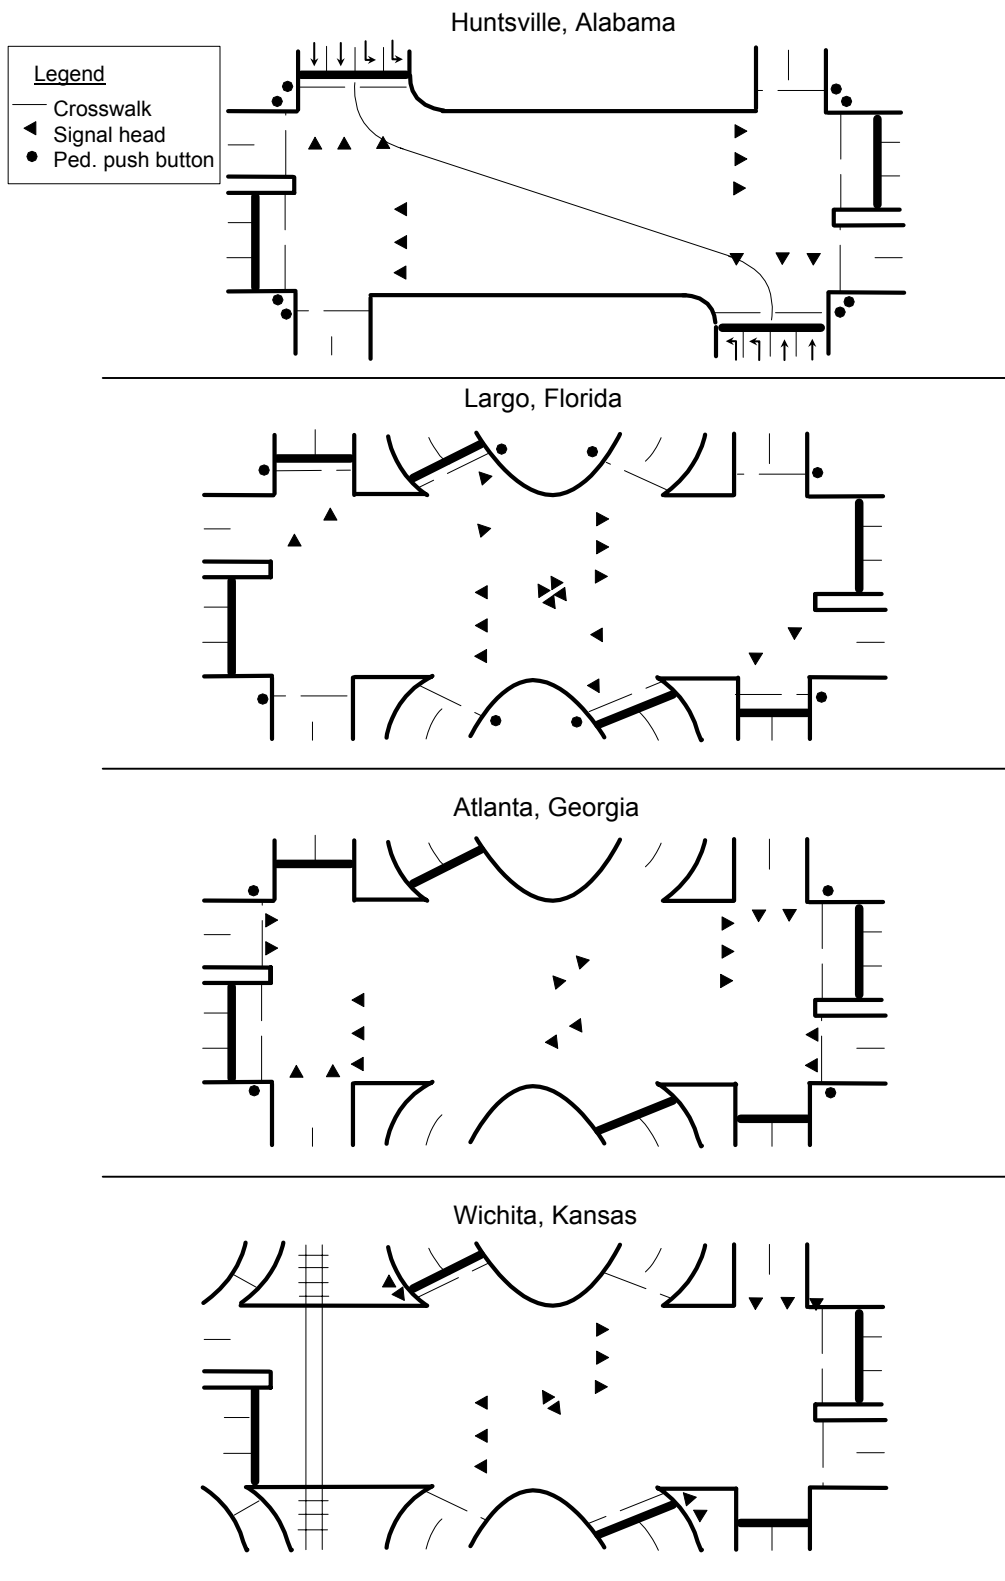 Huntsville, Alabama
Legend
Crosswalk
Signal head
Ped. push button
Largo, Florida
Atlanta, Georgia
Wichita, Kansas